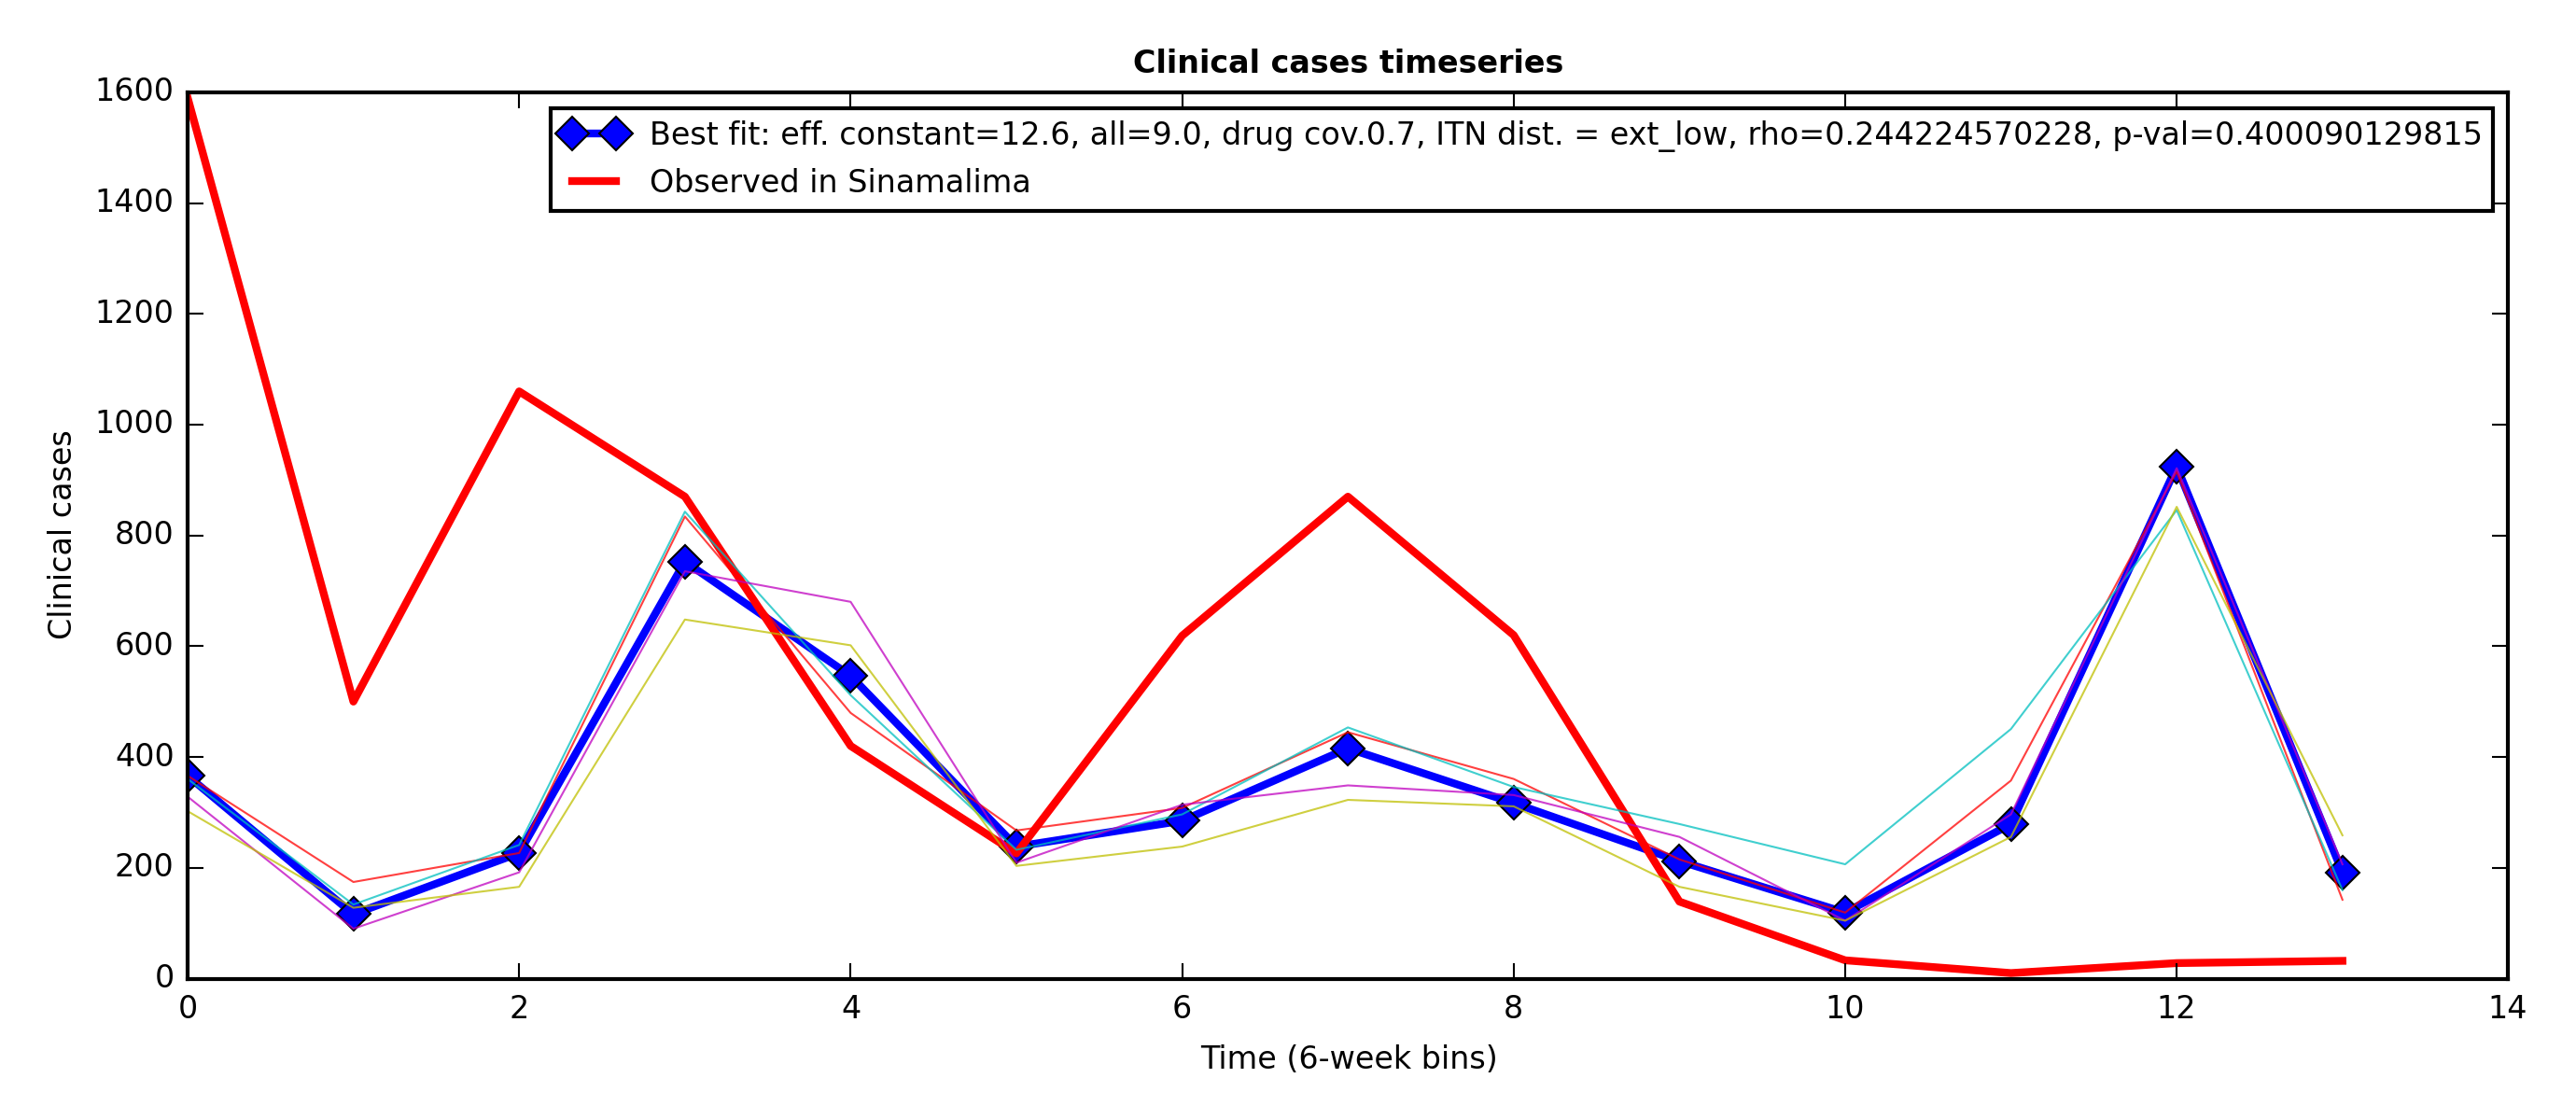 Clinical cases timeseries
1600
1400
1200
1000
800
600
400
200
0
Clinical cases
Best fit: eff. constant=12.6, all=9.0, drug cov.0.7, ITN dist. = ext_low, rho=0.244224570228, p-val=0.400090129815
Observed in Sinamalima
0 2 4 6 8 10 12 14
Time (6-week bins)